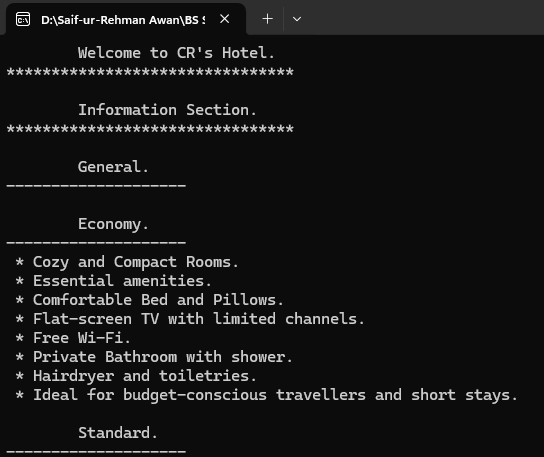 D:\Saif-ur-Rehman Awan\BS S
Welcome to CR's Hotel.
********************************
Information Section.
********************************
General.
--------------------
Economy.
--------------------
* Cozy and Compact Rooms.
* Essential amenities.
* Comfortable Bed and Pillows.
* Flat-screen TV with limited channels.
* Free Wi-Fi.
* Private Bathroom with shower.
* Hairdryer and toiletries.
* Ideal for budget-conscious travellers and short stays.
Standard.
--------------------